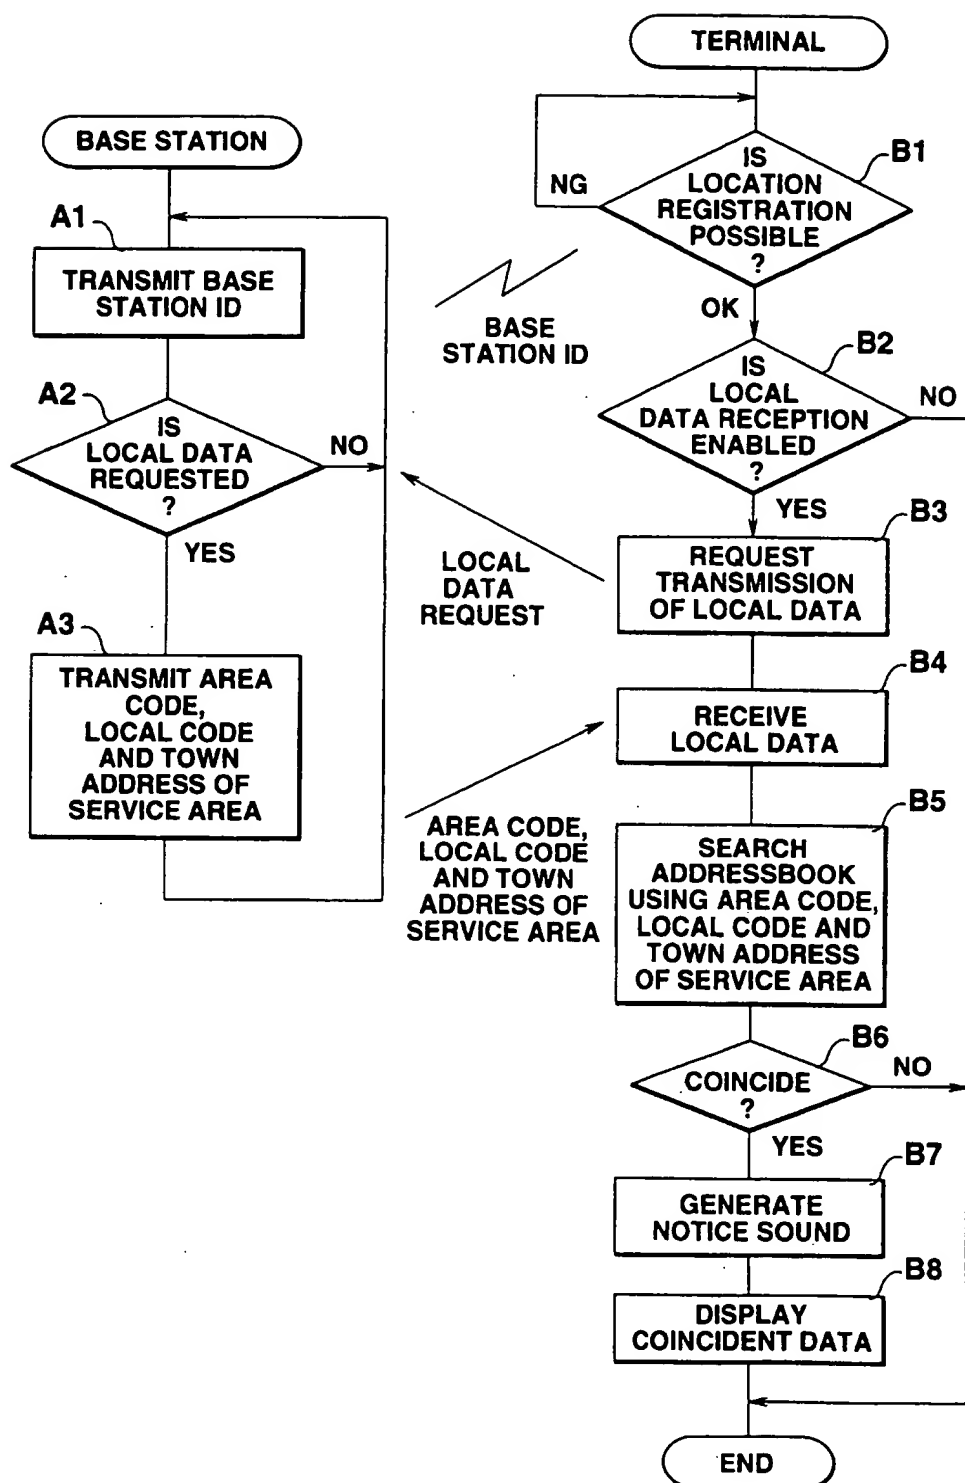 TERMINAL
BASE STATION
B1
IS
LOCATION
REGISTRATION
POSSIBLE
?
NG
OK
A1
TRANSMIT BASE
STATION ID
BASE
STATION ID
B2
IS
LOCAL
DATA RECEPTION
ENABLED
?
NO
YES
A2
IS
LOCAL DATA
REQUESTED
?
NO
YES
LOCAL
DATA
REQUEST
B3
REQUEST
TRANSMISSION
OF LOCAL DATA
A3
TRANSMIT AREA
CODE,
LOCAL CODE
AND TOWN
ADDRESS OF
SERVICE AREA
B4
RECEIVE
LOCAL DATA
AREA CODE,
LOCAL CODE
AND TOWN
ADDRESS OF
SERVICE AREA
B5
SEARCH
ADDRESSBOOK
USING AREA CODE,
LOCAL CODE AND
TOWN ADDRESS
OF SERVICE AREA
B6
COINCIDE
?
NO
YES
B7
GENERATE
NOTICE SOUND
B8
DISPLAY
COINCIDENT DATA
END